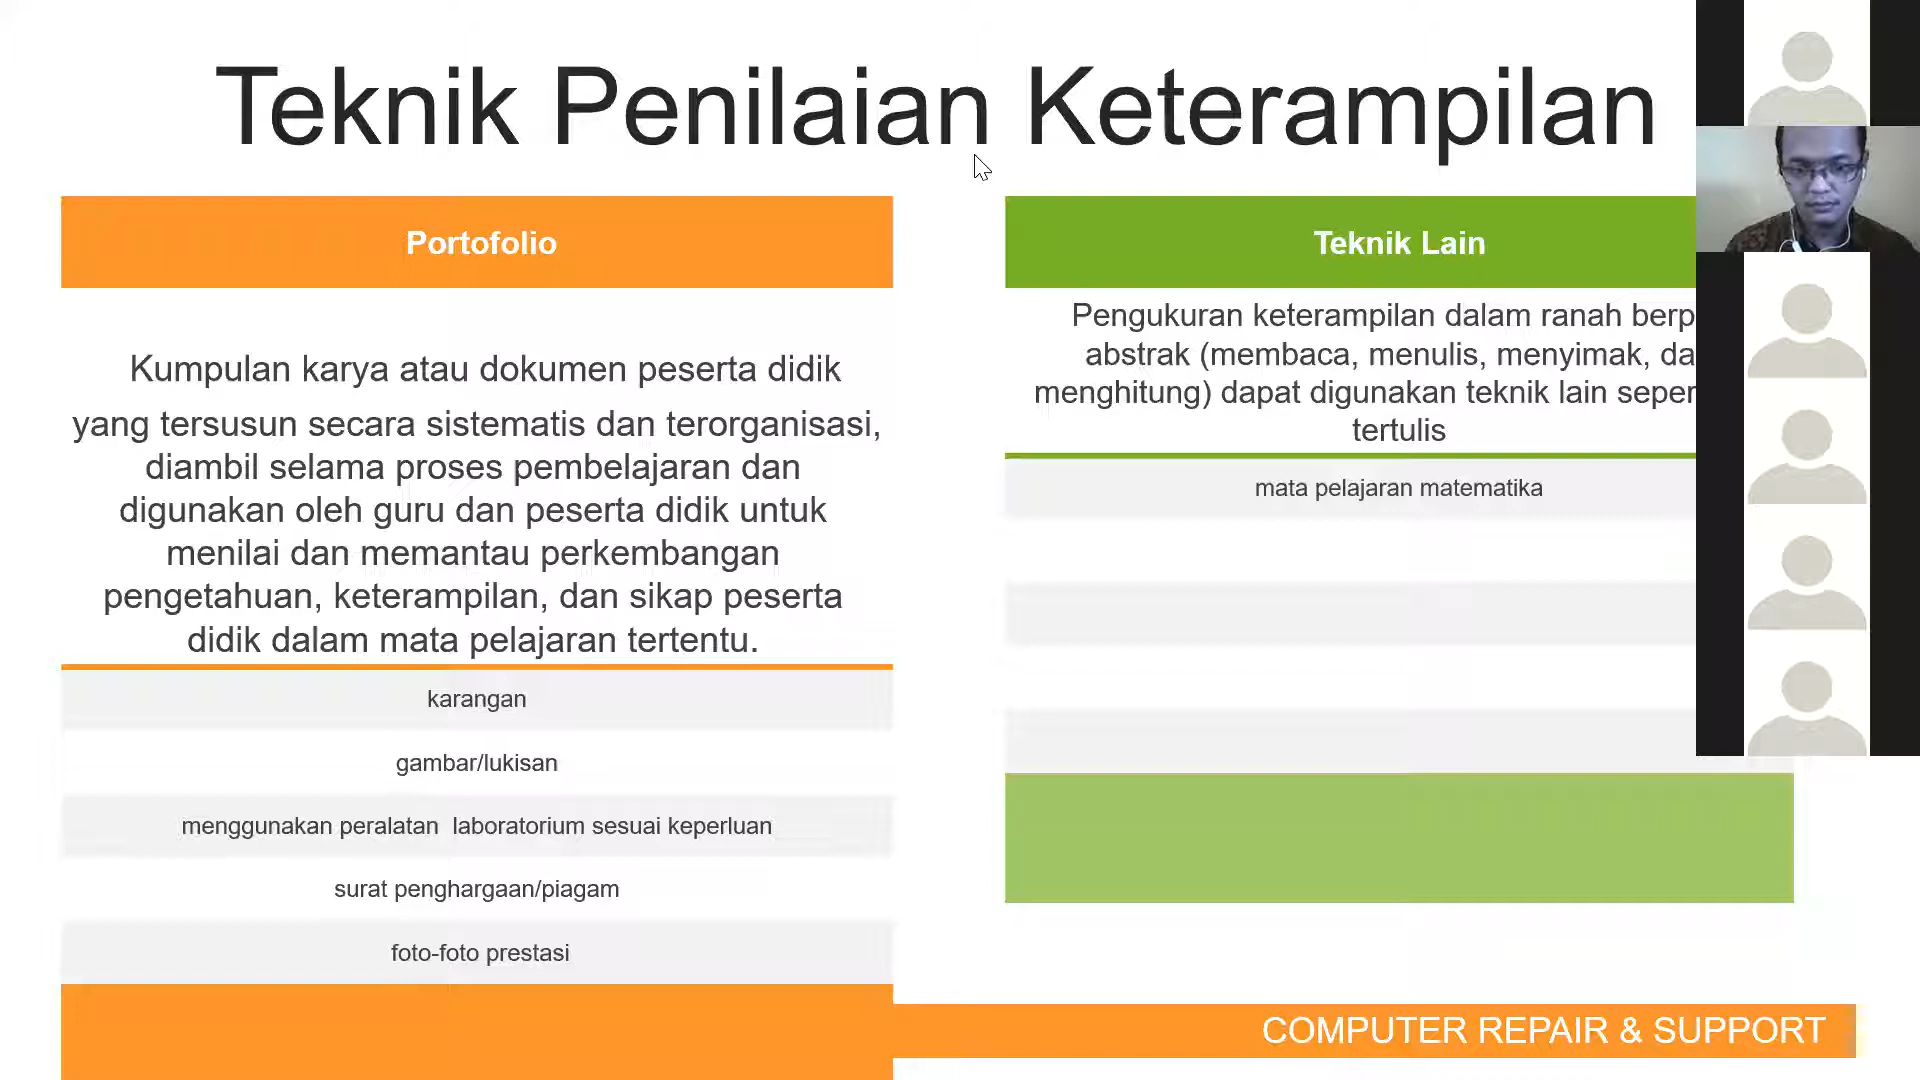 Teknik Penilaian Keterampilan
Portofolio
Kumpulan karya atau dokumen peserta didik
yang tersusun secara sistematis dan terorganisasi,
diambil selama proses pembelajaran dan
digunakan oleh guru dan peserta didik untuk
menilai dan memantau perkembangan
pengetahuan, keterampilan, dan sikap peserta
didik dalam mata pelajaran tertentu.
karangan
gambar/lukisan
menggunakan peralatan laboratorium sesuai keperluan
surat penghargaan/piagam
foto-foto prestasi
Teknik Lain
Pengukuran keterampilan dalam ranah
abstrak (membaca, menulis, menyimak,
menghitung) dapat digunakan teknik lain
tertulis
mata pelajaran matematika
COMPUTER REPAIR & SUPPORT